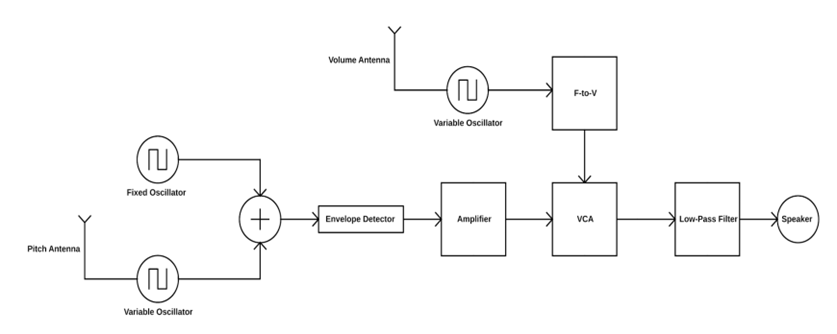 Volume Antenna
Variable Oscillator
F-to-V
Fixed Oscillator
Pitch Antenna
Variable Oscillator
Envelope Detector
Amplifier
VCA
Low-Pass Filter
Speaker